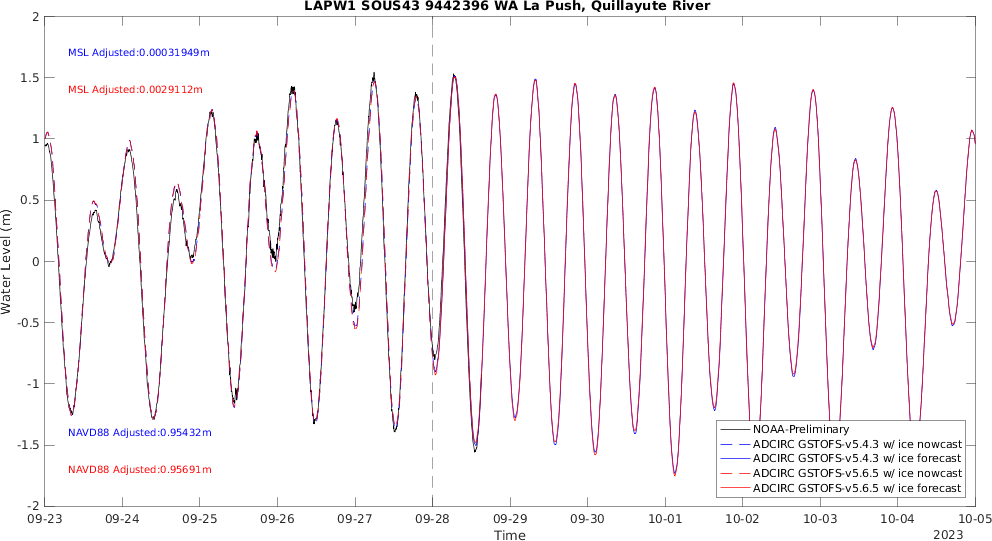 LAPW1 SOUS43 9442396 WA La Push, Quillayute River
MSL Adjusted:0.00031949m
MSL Adjusted:0.0029112m
NAVD88 Adjusted:0.95432m
NAVD88 Adjusted:0.95691m
Water Level (m)
2
1.5
1
0.5
0
-0.5
-1
-1.5
-2
NOAA-Preliminary
ADCIRC GSTOFS-v5.4.3 w/ ice nowcast
ADCIRC GSTOFS-v5.4.3 w/ ice forecast
ADCIRC GSTOFS-v5.6.5 w/ ice nowcast
ADCIRC GSTOFS-v5.6.5 w/ ice forecast
09-23 09-24 09-25 09-26 09-27 09-28 09-29 09-30 10-01 10-02 10-03 10-04 10-05
Time
2023